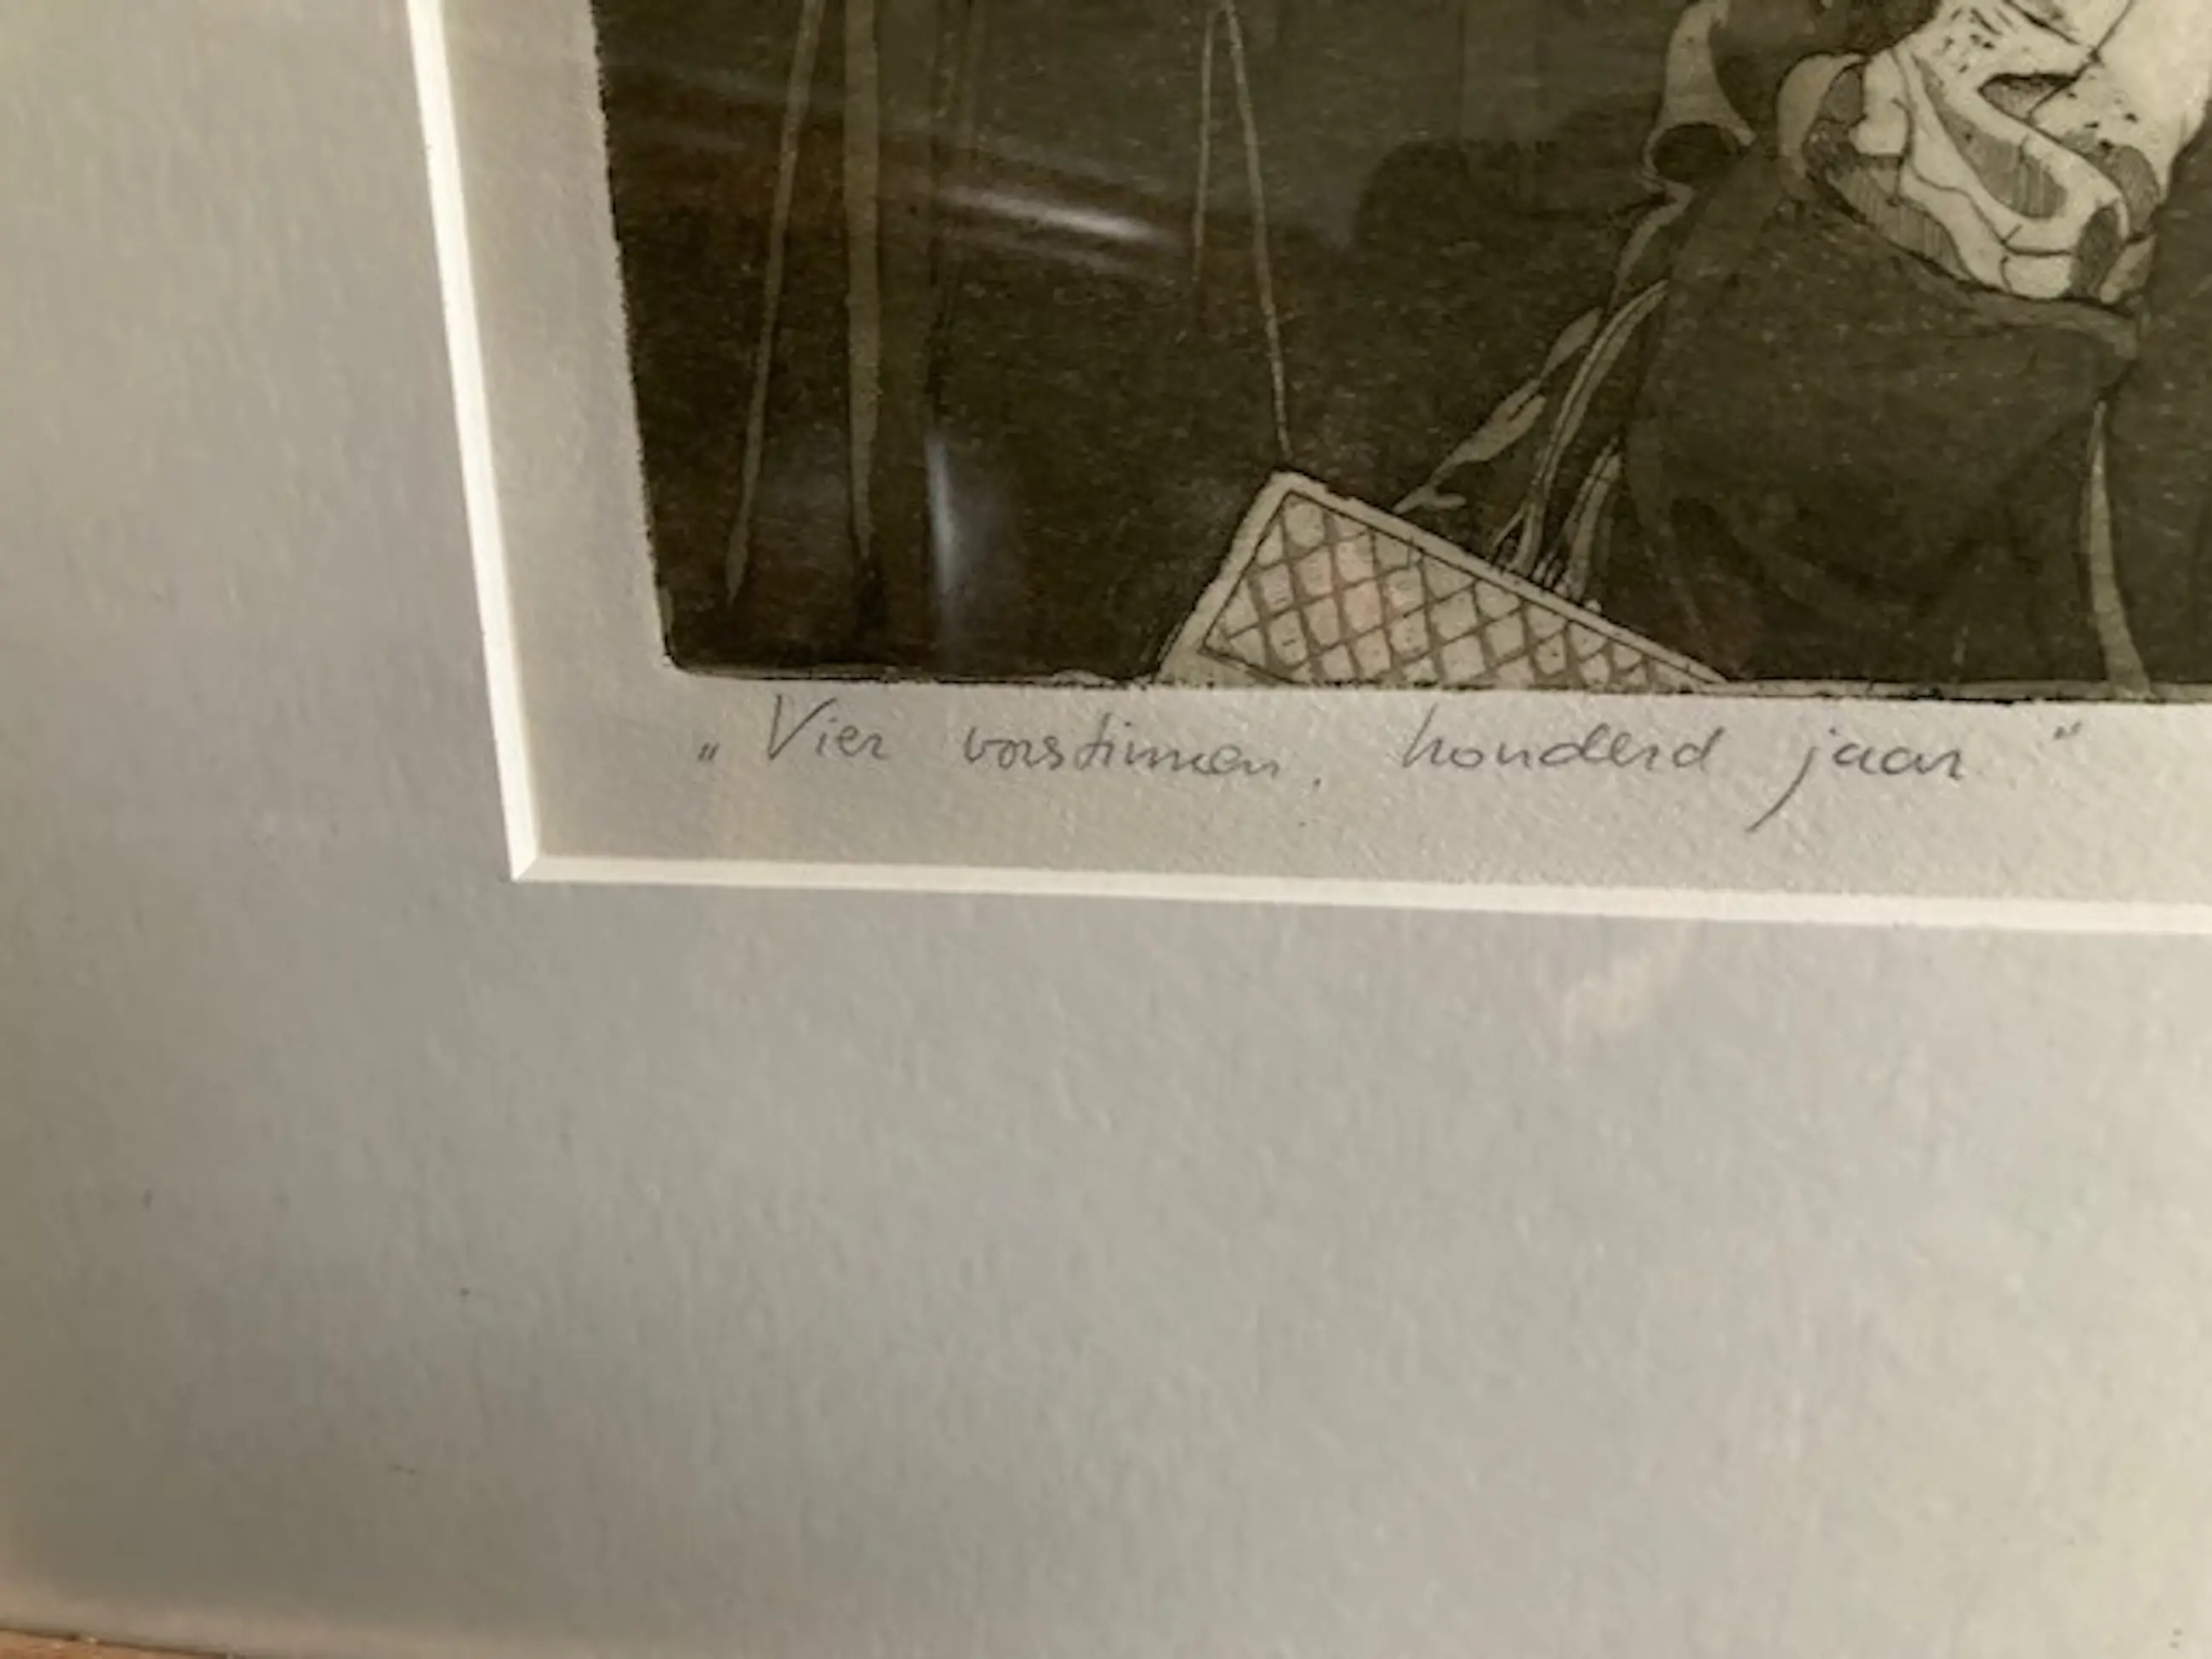 „Vier vorstinnen. honderd jaar"